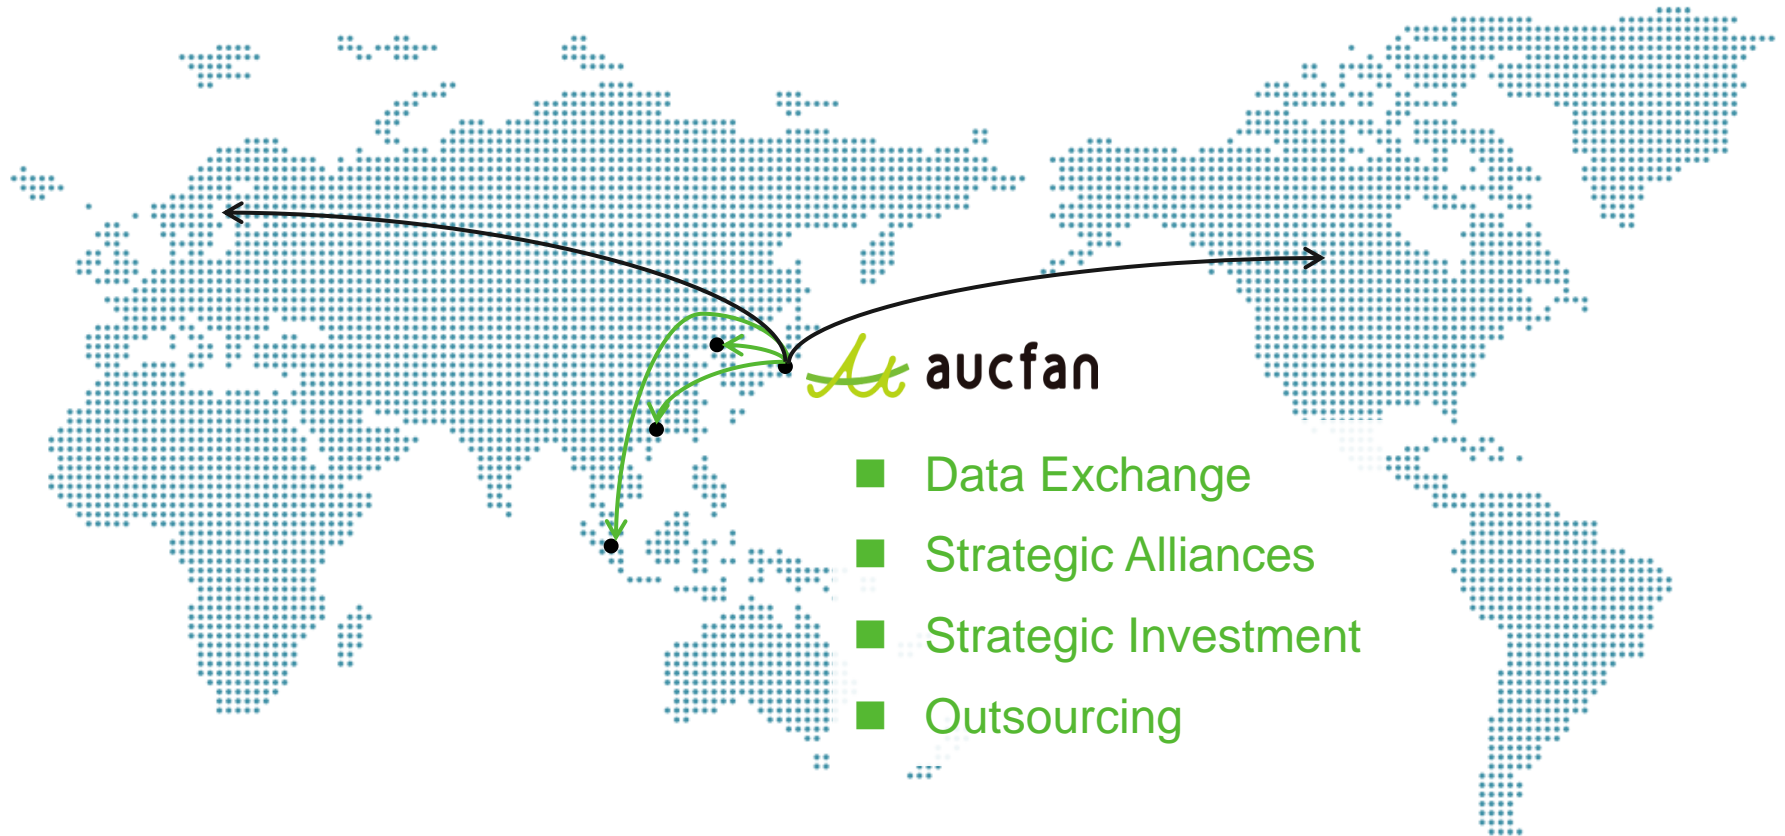 aucfan
Data Exchange
Strategic Alliances
Strategic Investment
Outsourcing